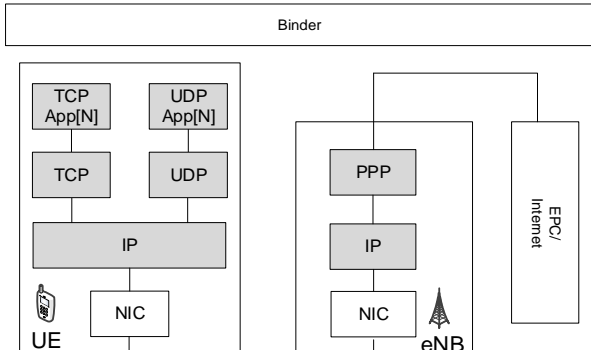 Binder
TCP
App[N]
UDP
App[N]
TCP
UDP
IP
NIC
UE
PPP
IP
NIC
eNB
EPC/
Internet